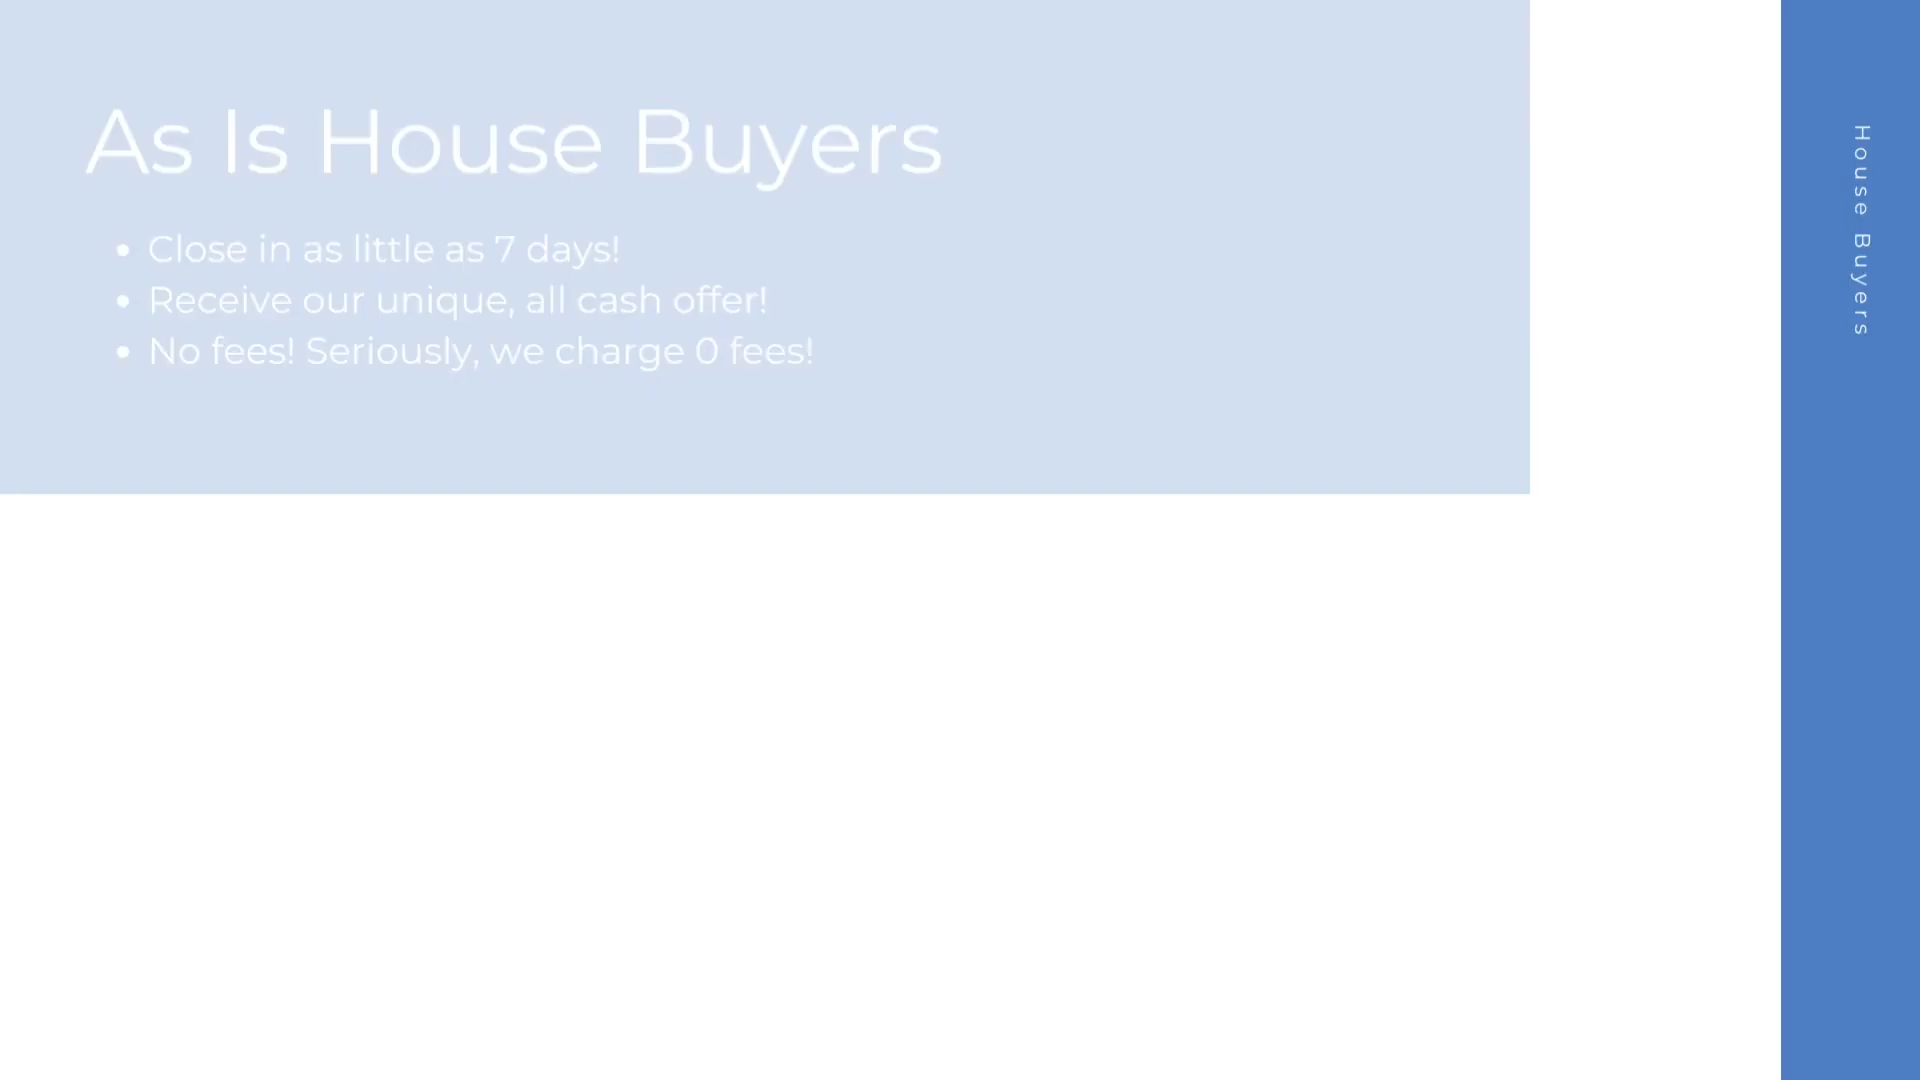 As Is House Buyers
• Close in as little as 7 days!
• Receive our unique, all cash offer!
• No fees! Seriously, we charge 0 fees!
House Buyers